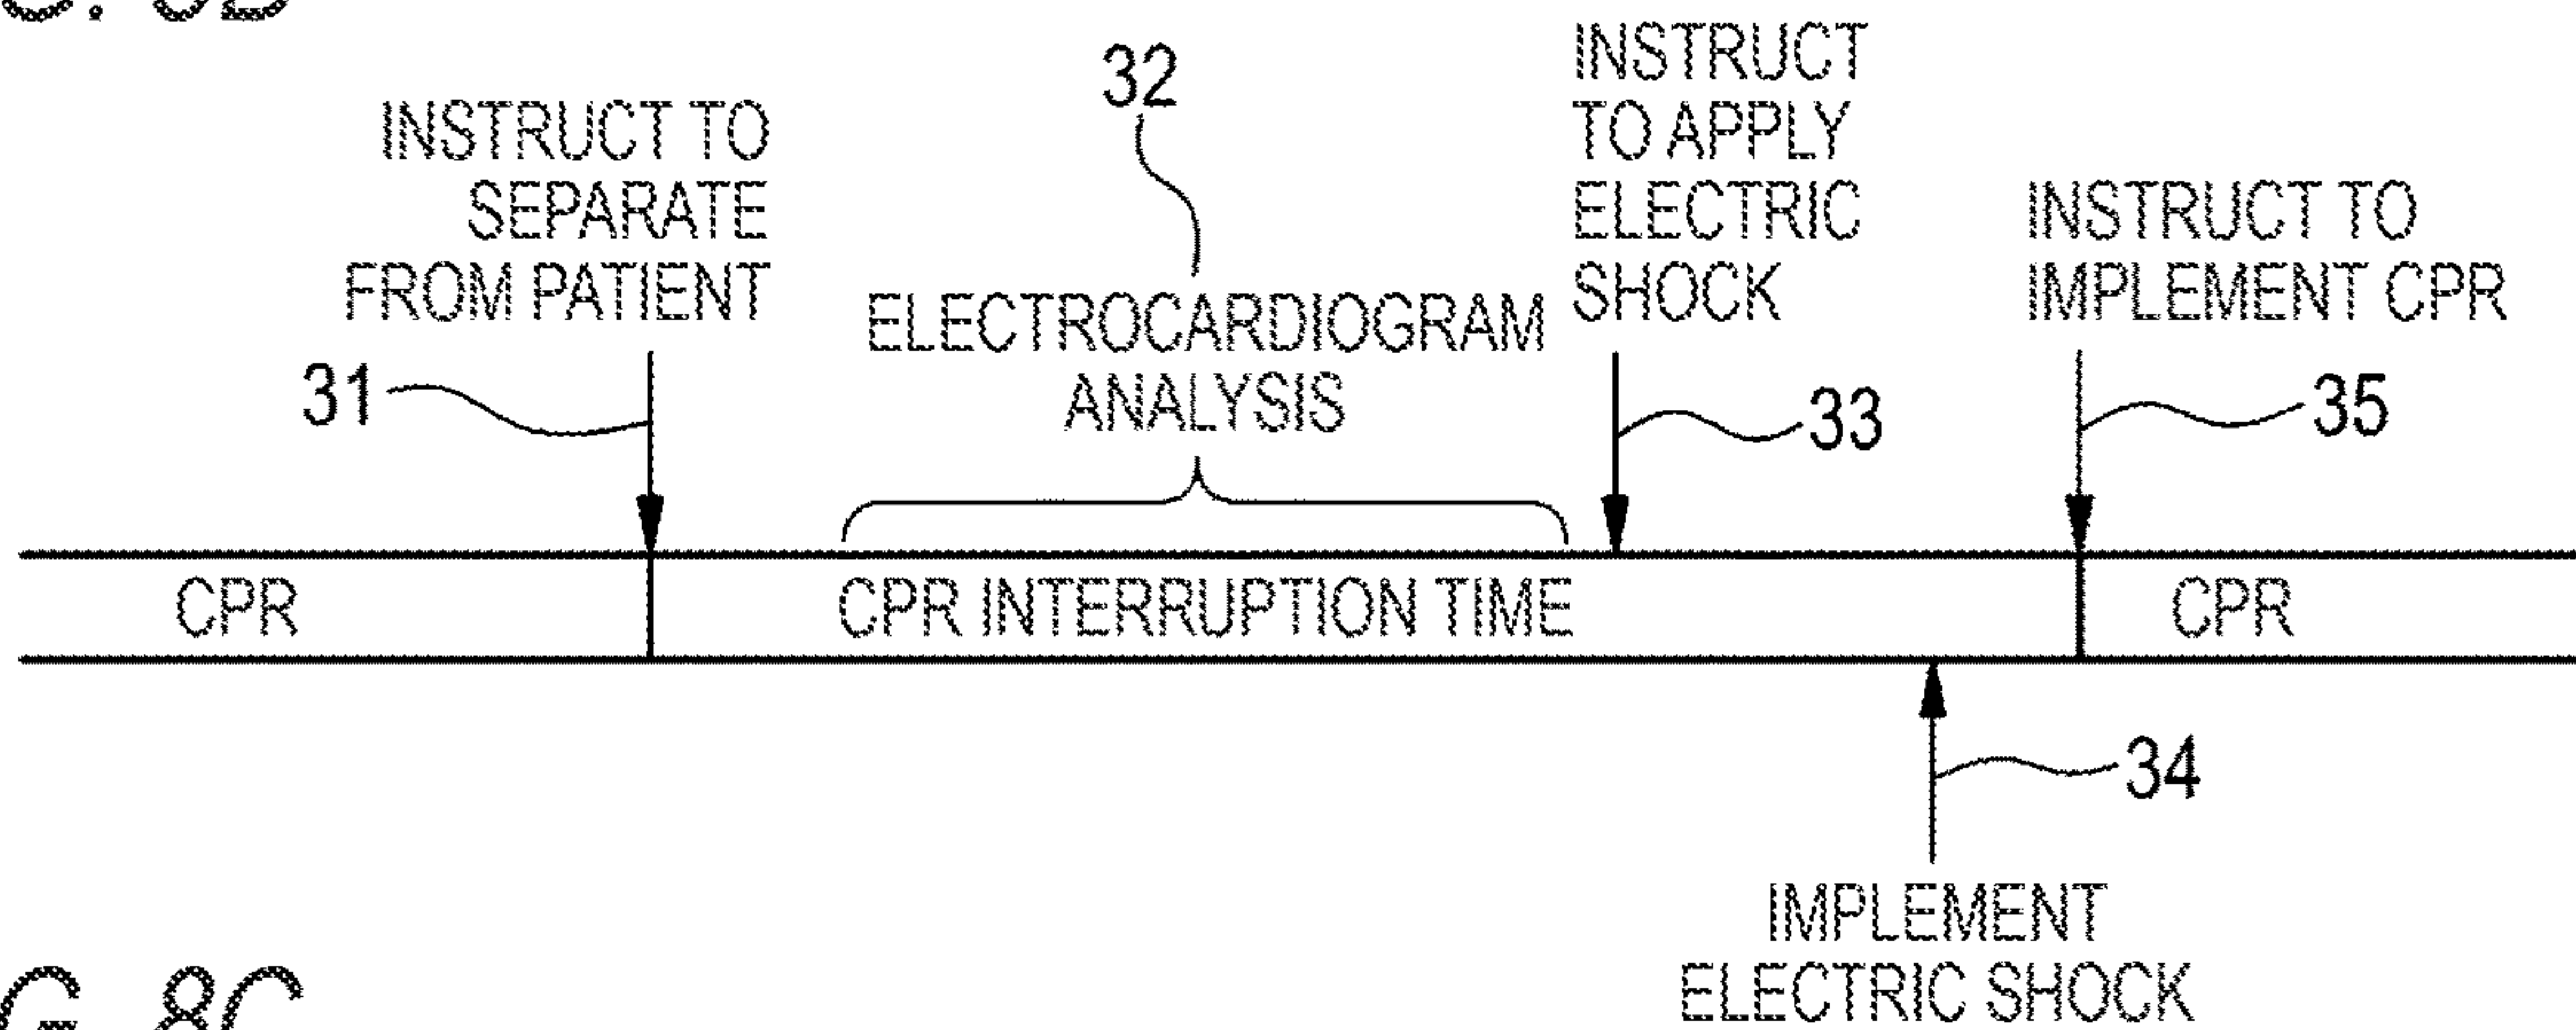 32
INSTRUCT
TO APPLY
ELECTRIC
SHOCK
INSTRUCT TO
SEPARATE
FROM PATIENT
INSTRUCT TO
IMPLEMENT CPR
ELECTROCARDIOGRAM
ANALYSIS
31
33
35
CPR
CPR INTERRUPTION TIME
CPR
34
IMPLEMENT
ELECTRIC SHOCK